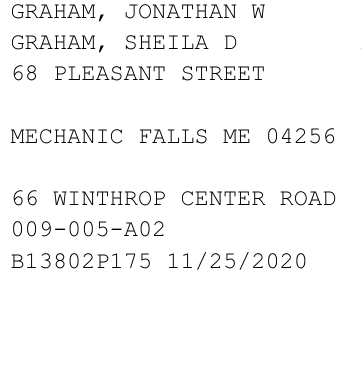 GRAHAM, JONATHAN W
GRAHAM, SHEILA D
68 PLEASANT STREET
MECHANIC FALLS ME 04256
66 WINTHROP CENTER ROAD
009-005-A02
B13802P175 11/25/2020